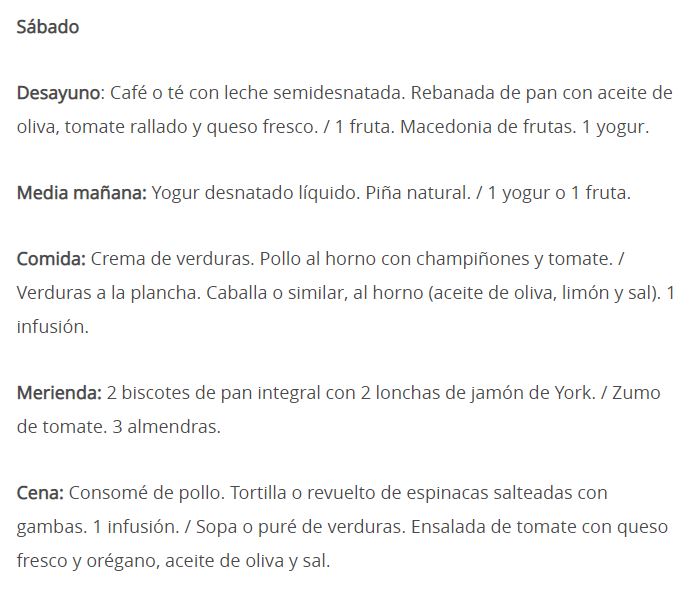 Sábado
Desayuno: Café o té con leche semidesnatada. Rebanada de pan con aceite de
oliva, tomate rallado y queso fresco. / 1 fruta. Macedonia de frutas. 1 yogur.
Media mañana: Yogur desnatado líquido. Piña natural. / 1 yogur o 1 fruta.
Comida: Crema de verduras. Pollo al horno con champiñones y tomate. /
Verduras a la plancha. Caballa o similar, al horno (aceite de oliva, limón y sal). 1
infusión.
Merienda: 2 biscotes de pan integral con 2 lonchas de jamón de York. / Zumo
de tomate. 3 almendras.
Cena: Consomé de pollo. Tortilla o revuelto de espinacas salteadas con
gambas. 1 infusión. / Sopa o puré de verduras. Ensalada de tomate con queso
fresco y orégano, aceite de oliva y sal.